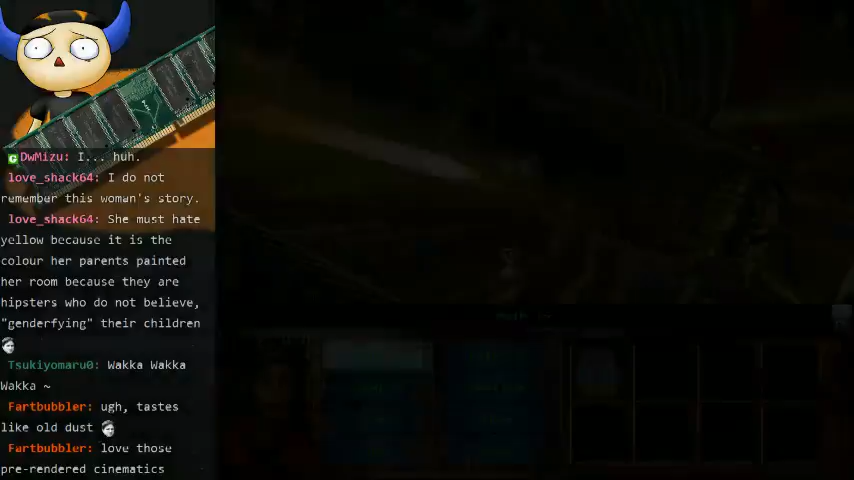 DwMizu: I... huh.
love_shack64: I do not
remember this woman's story.
love_shack64: She must hate
yellow because it is the
colour her parents painted
her room because they are
hipsters who do not believe,
"genderfying" their children
Tsukiyomaru0: Wakka Wakka
Wakka ~
Fartbubbler: ugh, tastes
like old dust
Fartbubbler: love those
pre-rendered cinematics